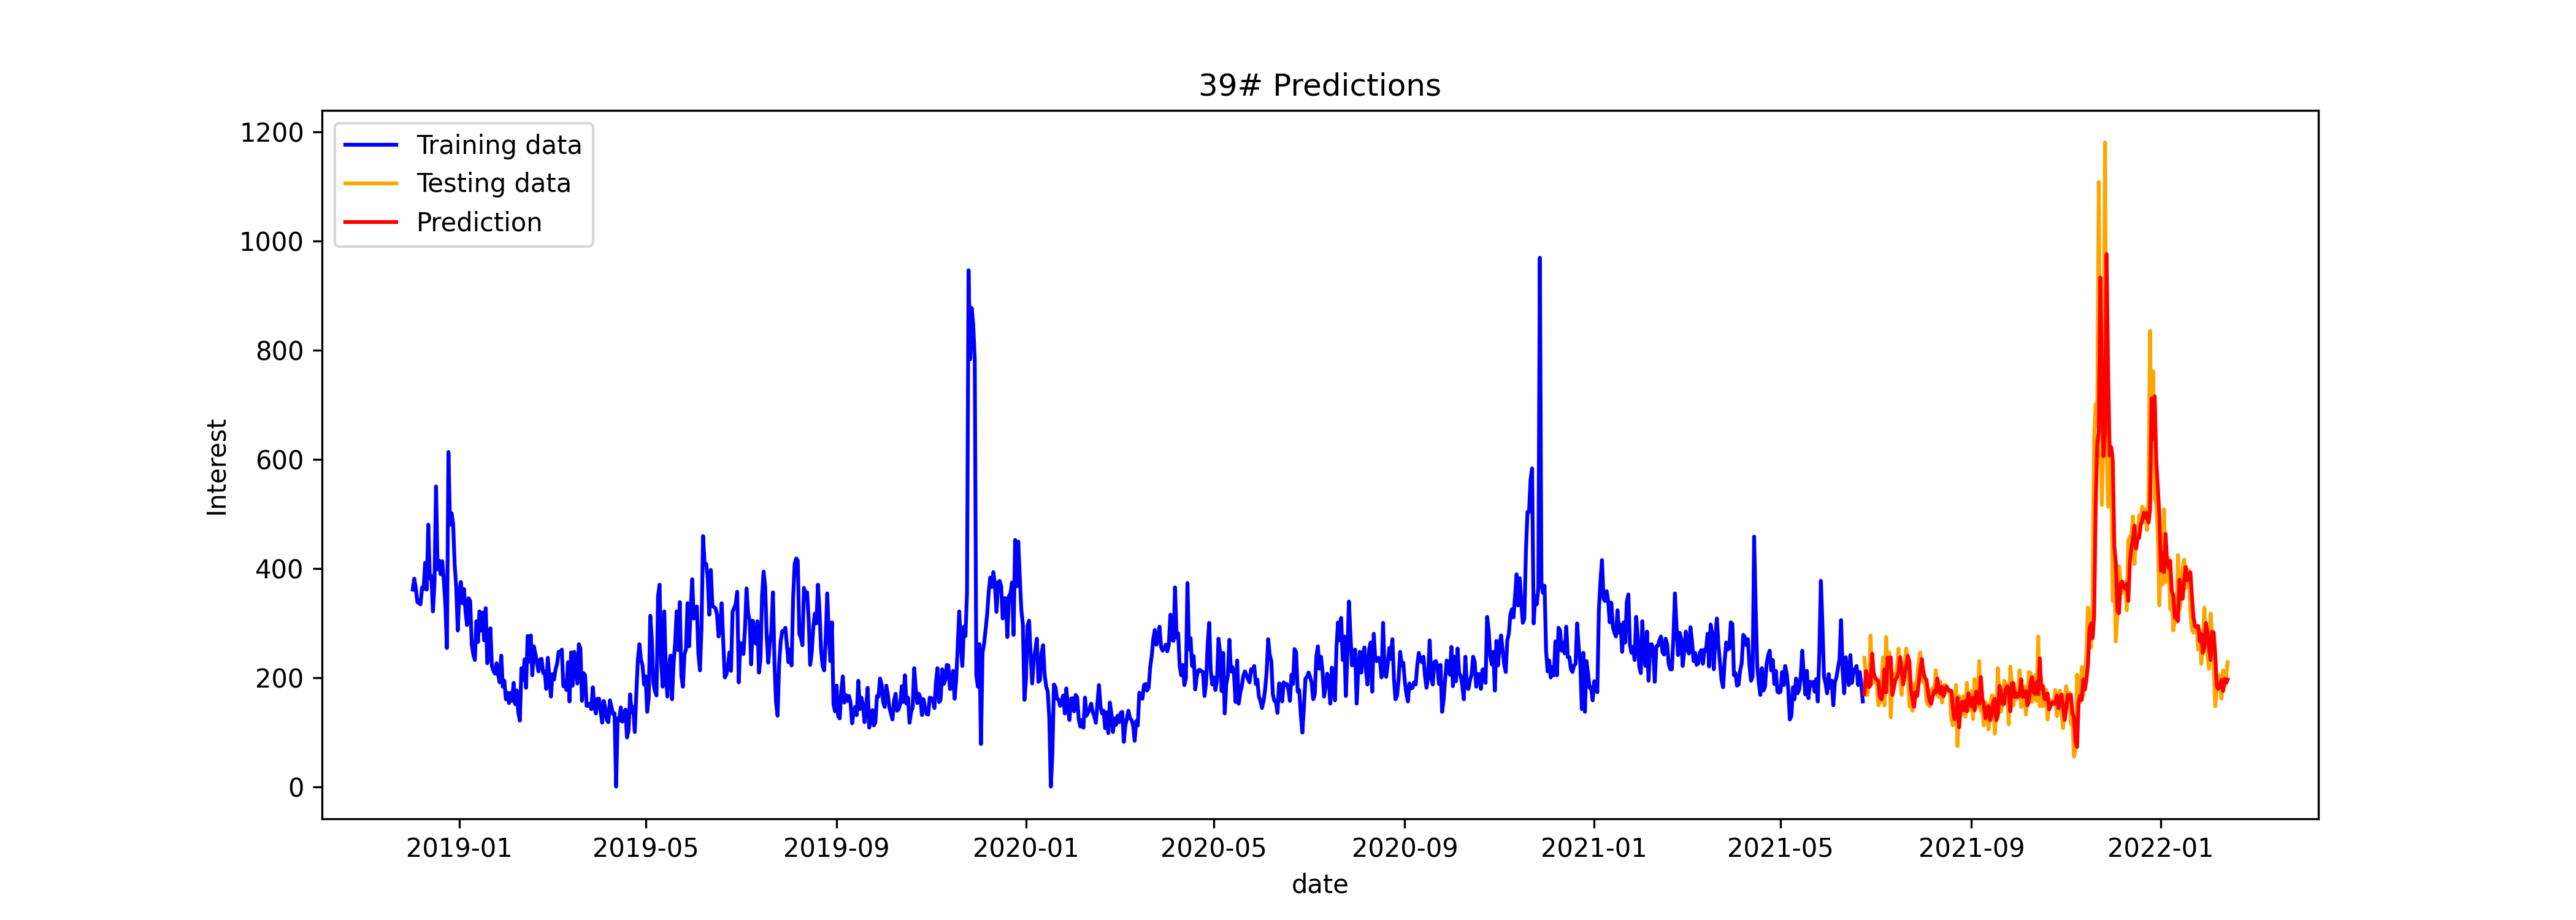 39# Predictions
1200
1000
800
600
400
200
0
Interest
Training data
Testing data
Prediction
2019-01
2019-05
2019-09
2020-01
2020-05
2020-09
2021-01
2021-05
2021-09
2022-01
date